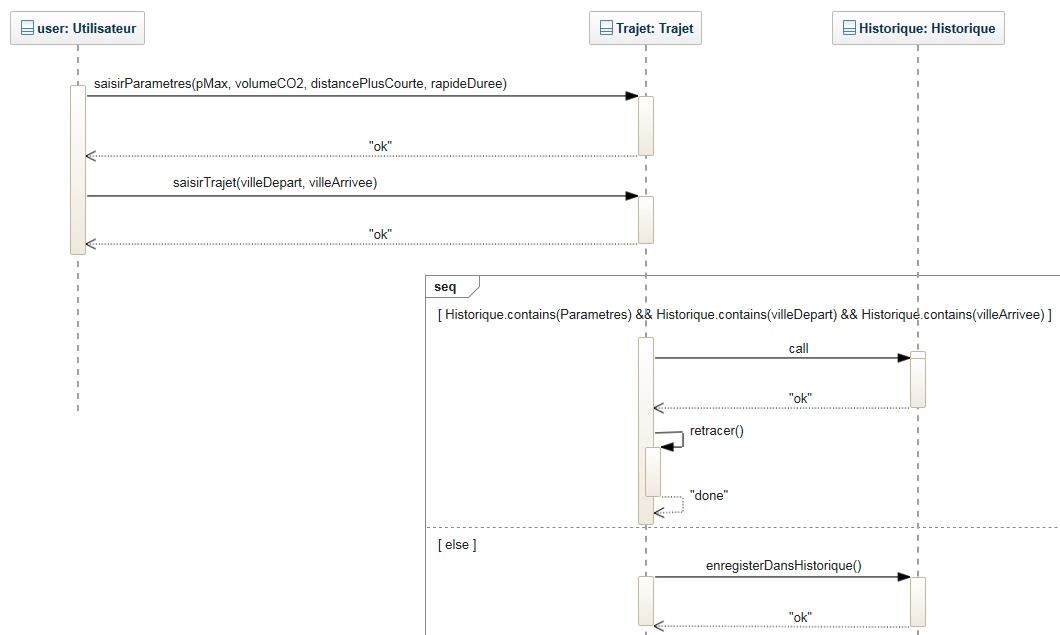 user: Utilisateur
Trajet: Trajet
Historique: Historique
saisirParametres(pMax, volumeCO2, distancePlusCourte, rapideDuree)
"ok"
saisirTrajet(villeDepart, villeArrivee)
"ok"
seq
[ Historique.contains(Parametres) && Historique.contains(villeDepart) && Historique.contains(villeArrivee) ]
call
"ok"
retracer()
"done"
[ else ]
enregisterDansHistorique()
"ok"